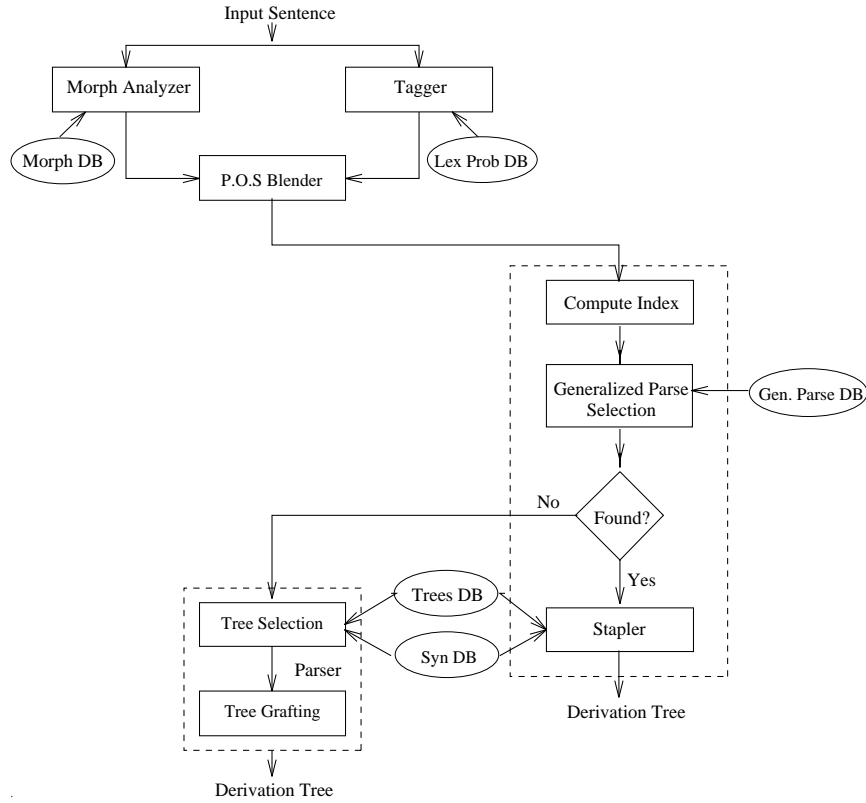 Input Sentence
Morph Analyzer
Tagger
Morph DB
Lex Prob DB
P.O.S Blender
Compute Index
Generalized Parse
Selection
Gen. Parse DB
No
Found?
Yes
Trees DB
Tree Selection
Stapler
Syn DB
Parser
Tree Grafting
Derivation Tree
Derivation Tree